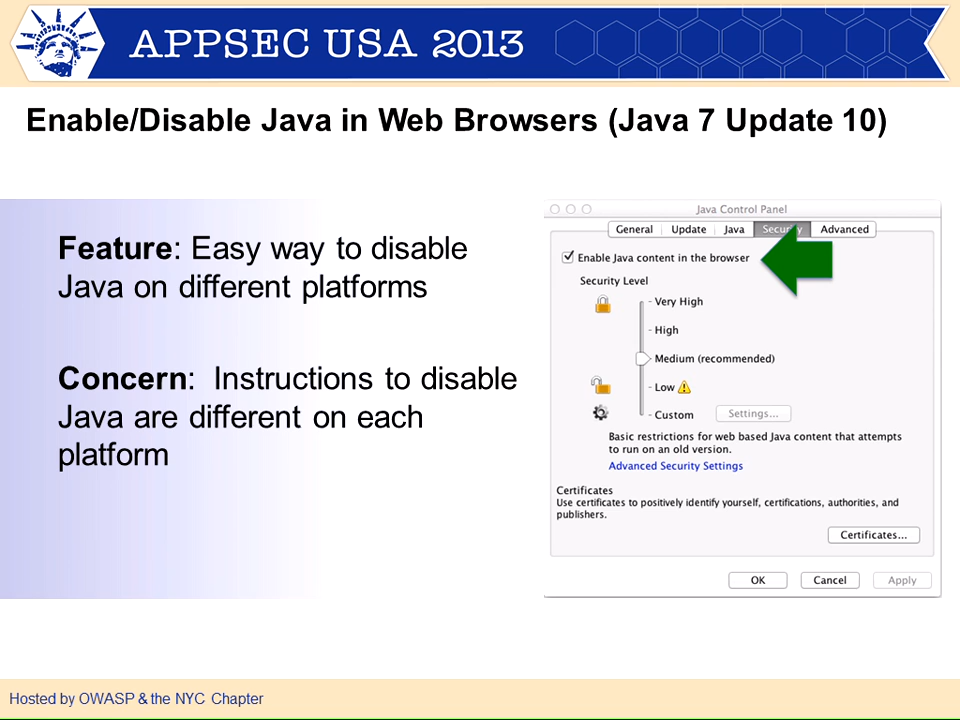 APPSEC USA 2013
Enable/Disable Java in Web Browsers (Java 7 Update 10)
Feature: Easy way to disable
Java on different platforms
Concern: Instructions to disable
Java are different on each
platform
Java Control Panel
General Update Java Security Advanced
Enable Java content in the browser
Security Level
- Very High
- High
Medium (recommended)
- Low
- Custom Settings...
Basic restrictions for web based Java content that attempts
to run on an old version.
Advanced Security Settings
Certificates
Use certificates to positively identify yourself, certifications, authorities, and
publishers.
Certificates...
OK Cancel Apply
Hosted by OWASP & the NYC Chapter